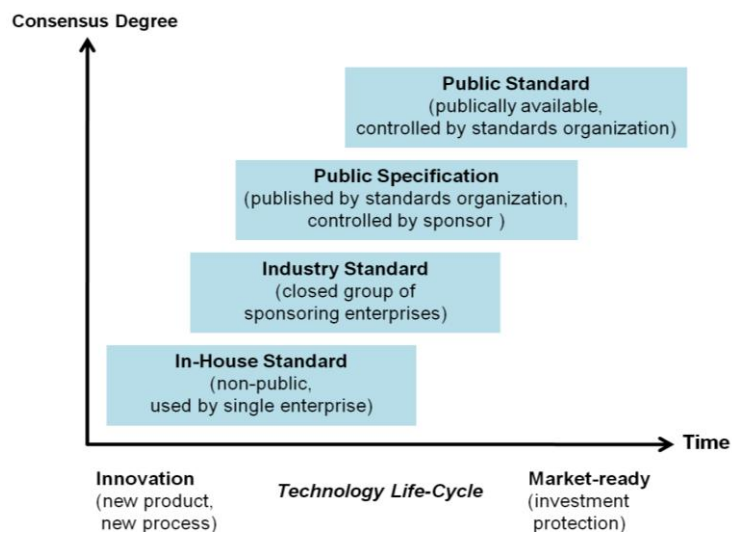 Consensus Degree
Public Standard
(publically available,
controlled by standards organization)
Public Specification
(published by standards organization,
controlled by sponsor )
Industry Standard
(closed group of
sponsoring enterprises)
In-House Standard
(non-public,
used by single enterprise)
Time
Innovation
(new product,
new process)
Technology Life-Cycle
Market-ready
(investment
protection)